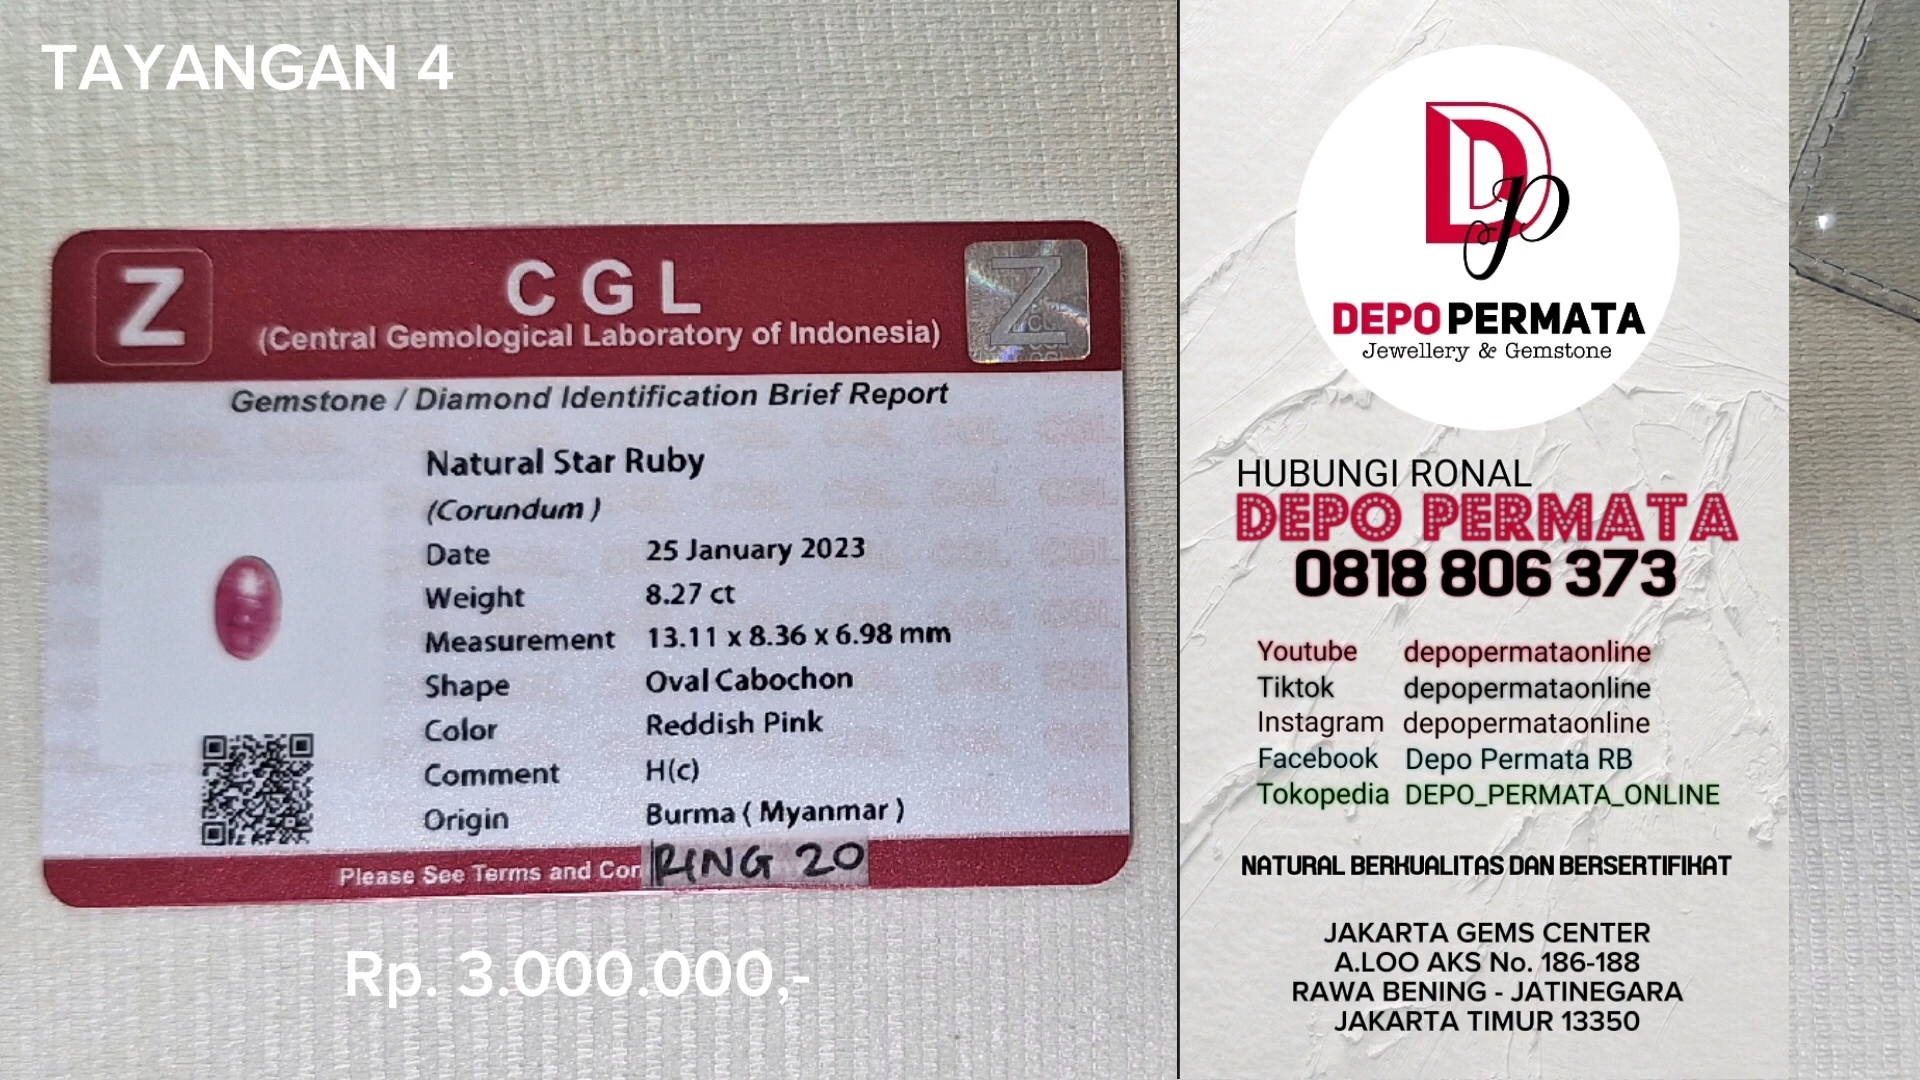 TAYANGAN 4
Z
CGL
(Central Gemological Laboratory of Indonesia)
Z
Gemstone / Diamond Identification Brief Report
Natural Star Ruby
(Corundum)
Date 25 January 2023
Weight 8.27 ct
Measurement 13.11 x 8.36 x 6.98 mm
Shape Oval Cabochon
Color Reddish Pink
Comment H(c)
Origin Burma ( Myanmar )
Please See Terms and
RING 20
Rp. 3.000.000,-
DP
DEPO PERMATA
Jewellery & Gemstone
HUBUNGI RONAL
DEPO PERMATA
0818 806 373
Youtube depopermataonline
Tiktok depopermataonline
Instagram depopermataonline
Facebook Depo Permata RB
Tokopedia DEPO_PERMATA_ONLINE
NATURAL BERKUALITAS DAN BERSERTIFIKAT
JAKARTA GEMS CENTER
A.LOO AKS No. 186-188
RAWA BENING - JATINEGARA
JAKARTA TIMUR 13350